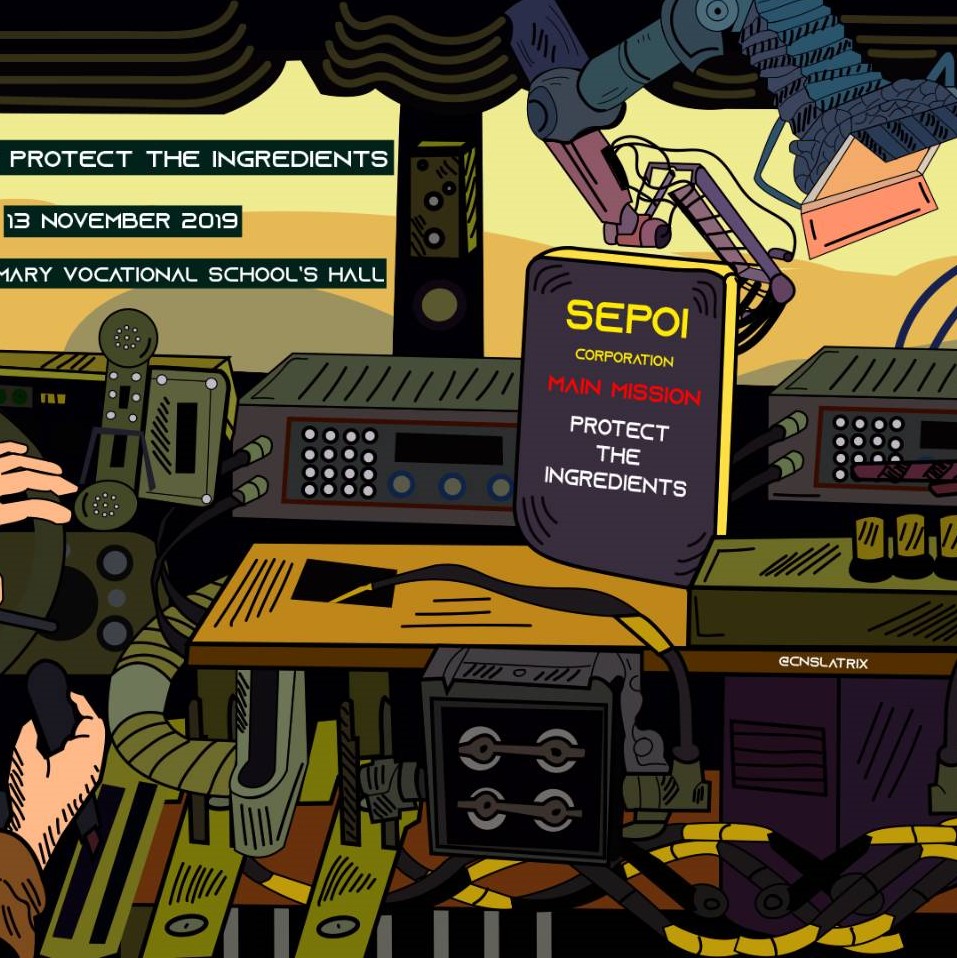 PROTECT THE INGREDIENTS
13 NOVEMBER 2019
MARY VOCATIONAL SCHOOL'S HALL
SEPOI
CORPORATION
MAIN MISSION
PROTECT
THE
INGREDIENTS
@CNSLATRIX